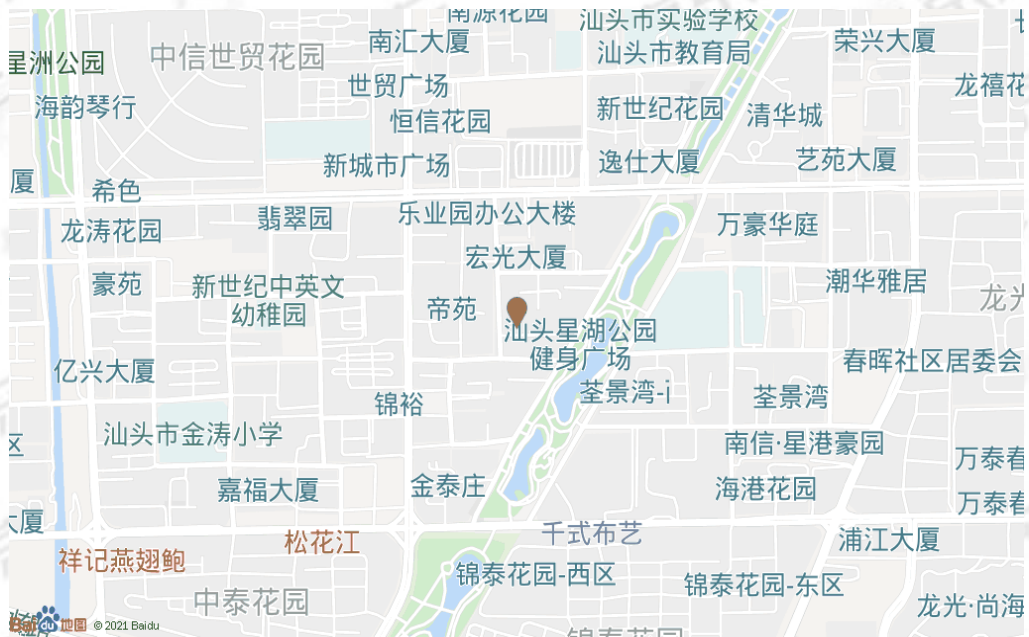 南源花园
汕头市实验学校
南汇大厦
汕头市教育局
荣兴大厦
中信世贸花园
星洲公园
世贸广场
龙禧花
海韵琴行
恒信花园
新世纪花园
清华城
新城市广场
逸仕大厦
艺苑大厦
厦
希色
龙涛花园
翡翠园
乐业园办公大楼
万豪华庭
宏光大厦
豪苑
新世纪中英文
幼稚园
帝苑
潮华雅居
龙光
汕头星湖公园
健身广场
亿兴大厦
春晖社区居委会
锦裕
荃景湾-i
荃景湾
区
汕头市金涛小学
南信·星港豪园
万泰春
嘉福大厦
金泰庄
海港花园
万泰春
大厦
松花江
千式布艺
浦江大厦
祥记燕翅鲍
锦泰花园-西区
锦泰花园-东区
中泰花园
龙光·尚海
锦泰花园
Bai du 地图 © 2021 Baidu